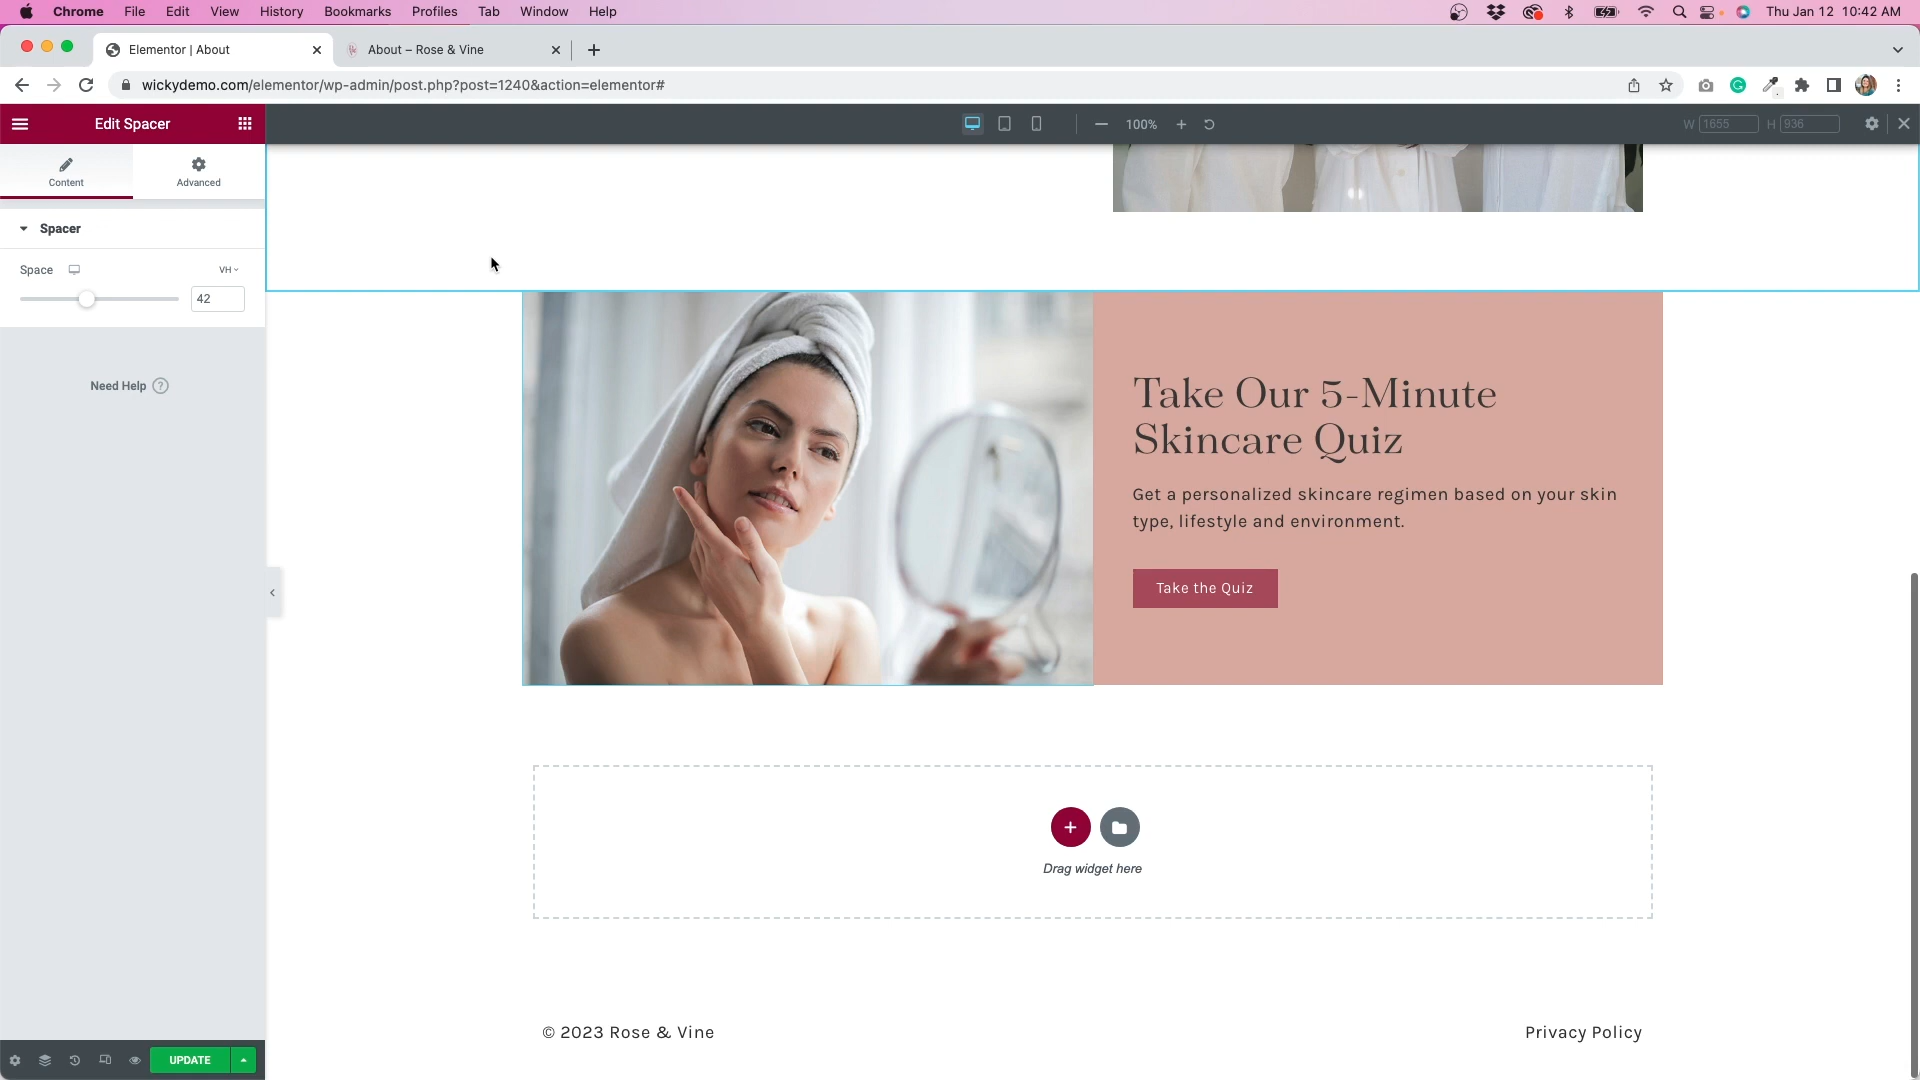 Chrome File Edit View History Bookmarks Profiles Tab Window Help Thu Jan 12 10:42 AM
Elementor | About About – Rose & Vine
wickydemo.com/elementor/wp-admin/post.php?post=1240&action=elementor#
Edit Spacer 100% W 1655 H 936
Content Advanced
Spacer
Space VH
42
Need Help ?
Take Our 5-Minute
Skincare Quiz
Get a personalized skincare regimen based on your skin
type, lifestyle and environment.
Take the Quiz
Drag widget here
© 2023 Rose & Vine Privacy Policy
UPDATE